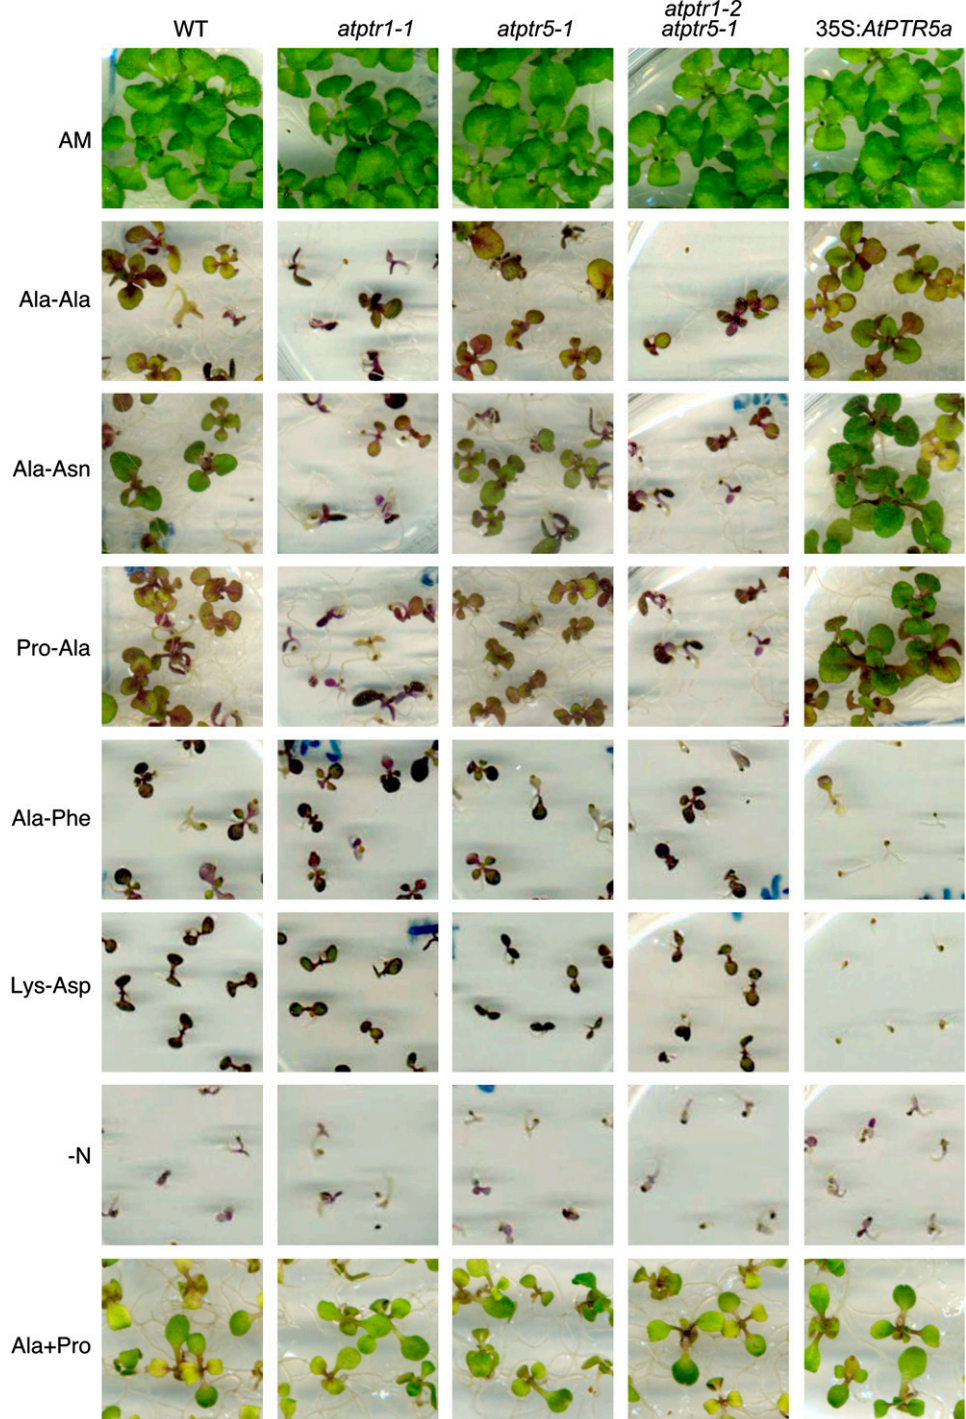 WT
atptr1-1
atptr5-1
atptr1-2
atptr5-1
35S:AtPTR5a
AM
Ala-Ala
Ala-Asn
Pro-Ala
Ala-Phe
Lys-Asp
-N
Ala+Pro